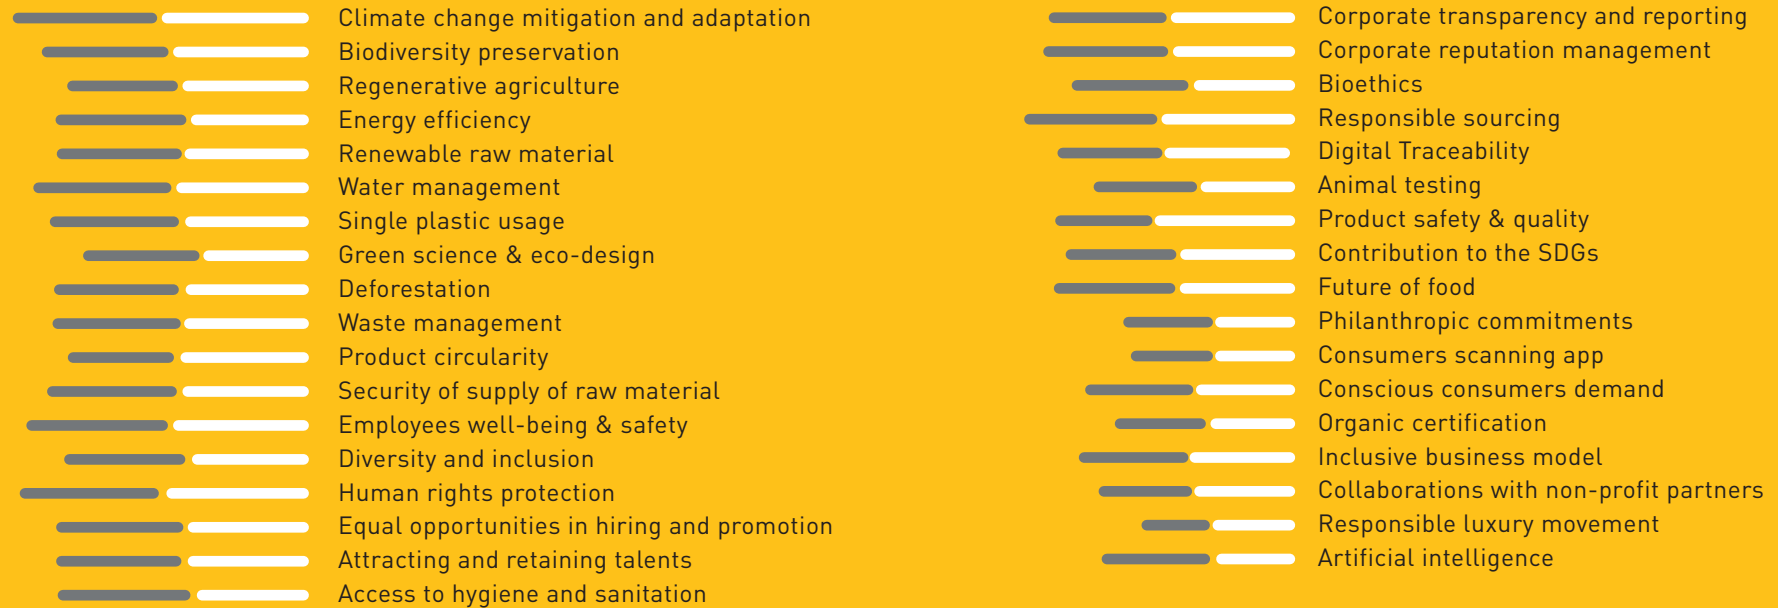 Climate change mitigation and adaptation
Biodiversity preservation
Regenerative agriculture
Energy efficiency
Renewable raw material
Water management
Single plastic usage
Green science & eco-design
Deforestation
Waste management
Product circularity
Security of supply of raw material
Employees well-being & safety
Diversity and inclusion
Human rights protection
Equal opportunities in hiring and promotion
Attracting and retaining talents
Access to hygiene and sanitation
Corporate transparency and reporting
Corporate reputation management
Bioethics
Responsible sourcing
Digital Traceability
Animal testing
Product safety & quality
Contribution to the SDGs
Future of food
Philanthropic commitments
Consumers scanning app
Conscious consumers demand
Organic certification
Inclusive business model
Collaborations with non-profit partners
Responsible luxury movement
Artificial intelligence